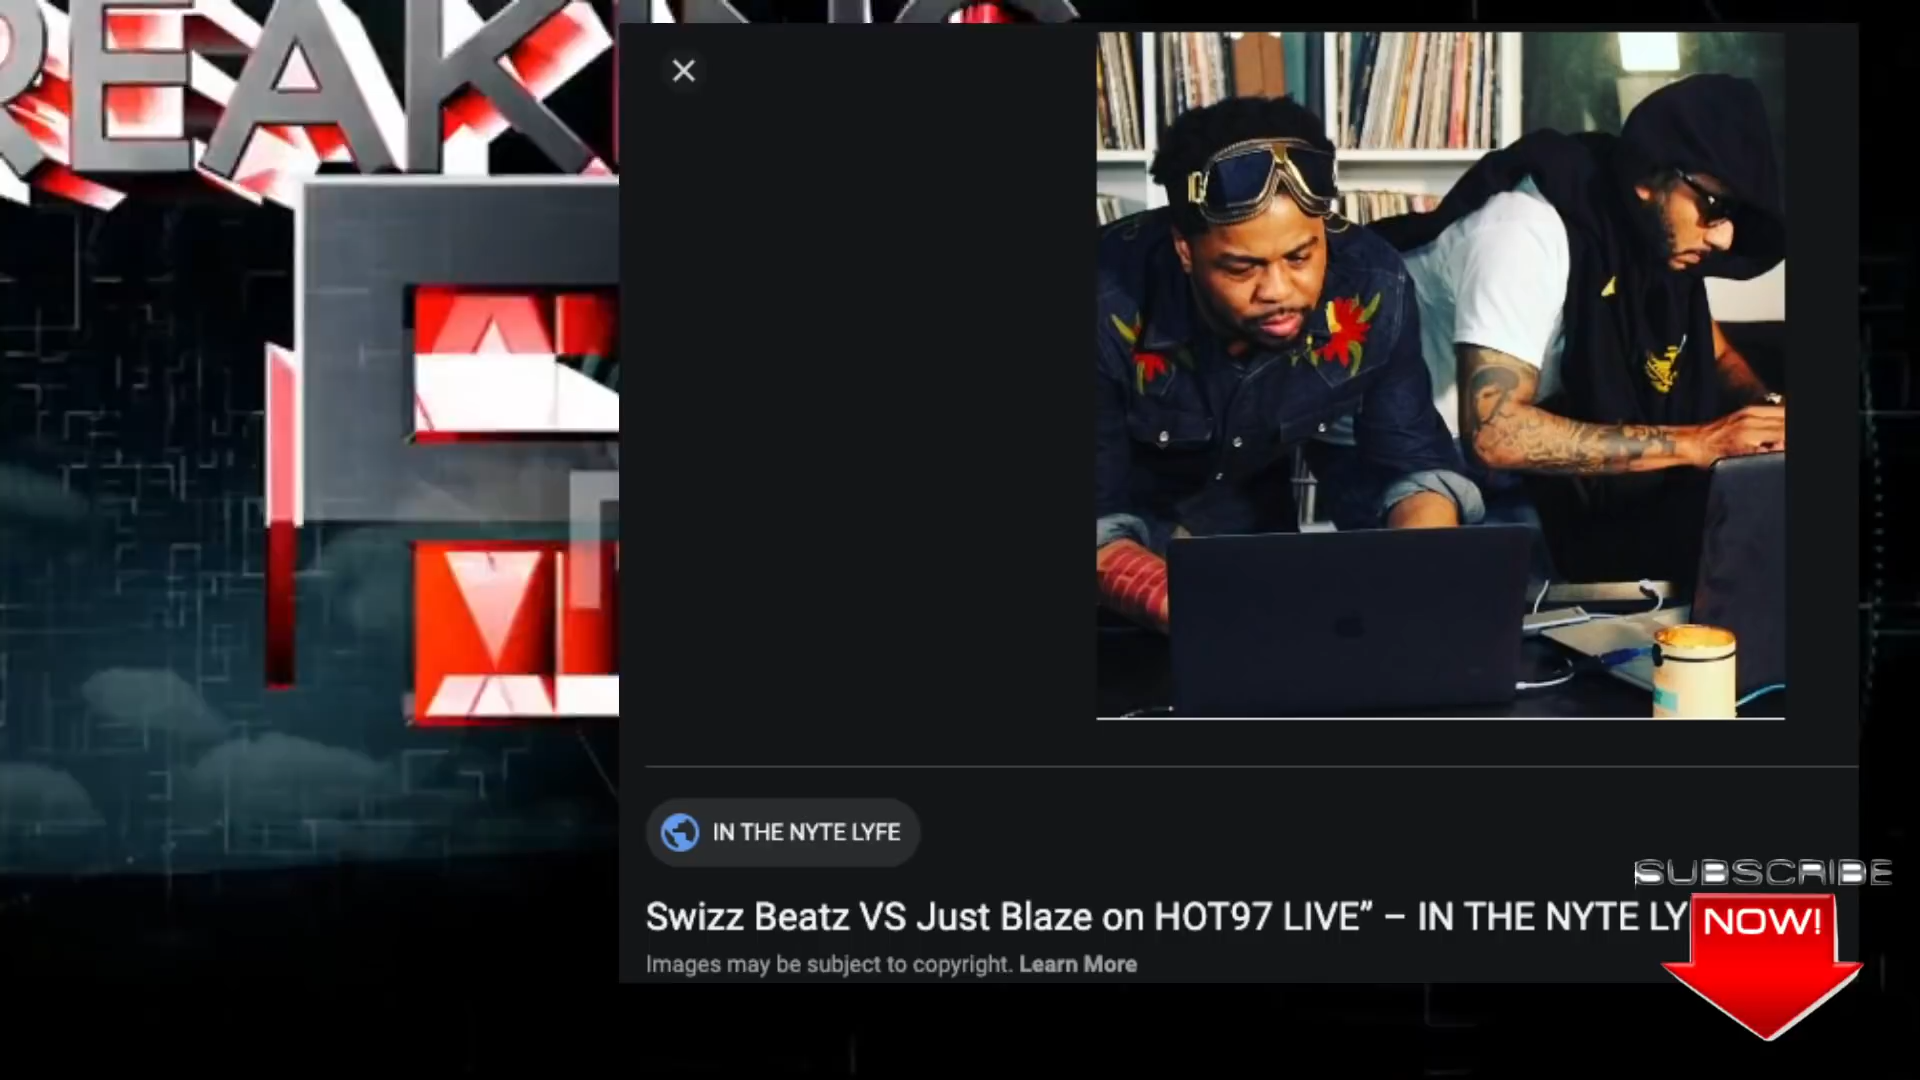 REAK
IN THE NYTE LYFE
Swizz Beatz VS Just Blaze on HOT97 LIVE” – IN THE NYTE LY
Images may be subject to copyright. Learn More
SUBSCRIBE
NOW!